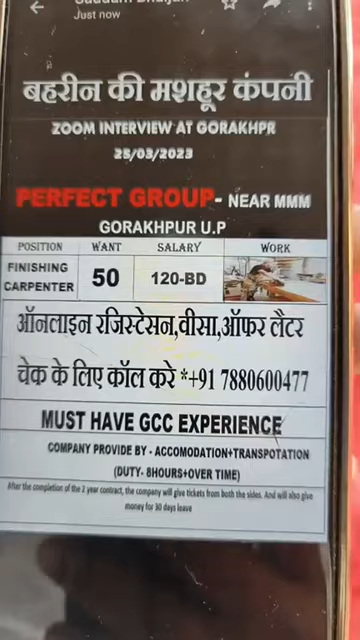 Just now
बहरीन की मशहूर कंपनी
ZOOM INTERVIEW AT GORAKHPR
25/03/2023
PERFECT GROUP- NEAR MMM
GORAKHPUR U.P
POSITION WANT SALARY WORK
FINISHING CARPENTER 50 120-BD
ऑनलाइन रजिस्टेसन,वीसा,ऑफर लैटर
चेक के लिए कॉल करे *+91 7880600477
MUST HAVE GCC EXPERIENCE
COMPANY PROVIDE BY - ACCOMODATION+TRANSPOTATION
(DUTY- 8HOURS+OVER TIME)
After the completion of the 2 year contract, the company will give tickets from both the sides. And will also give
money for 30 days leave